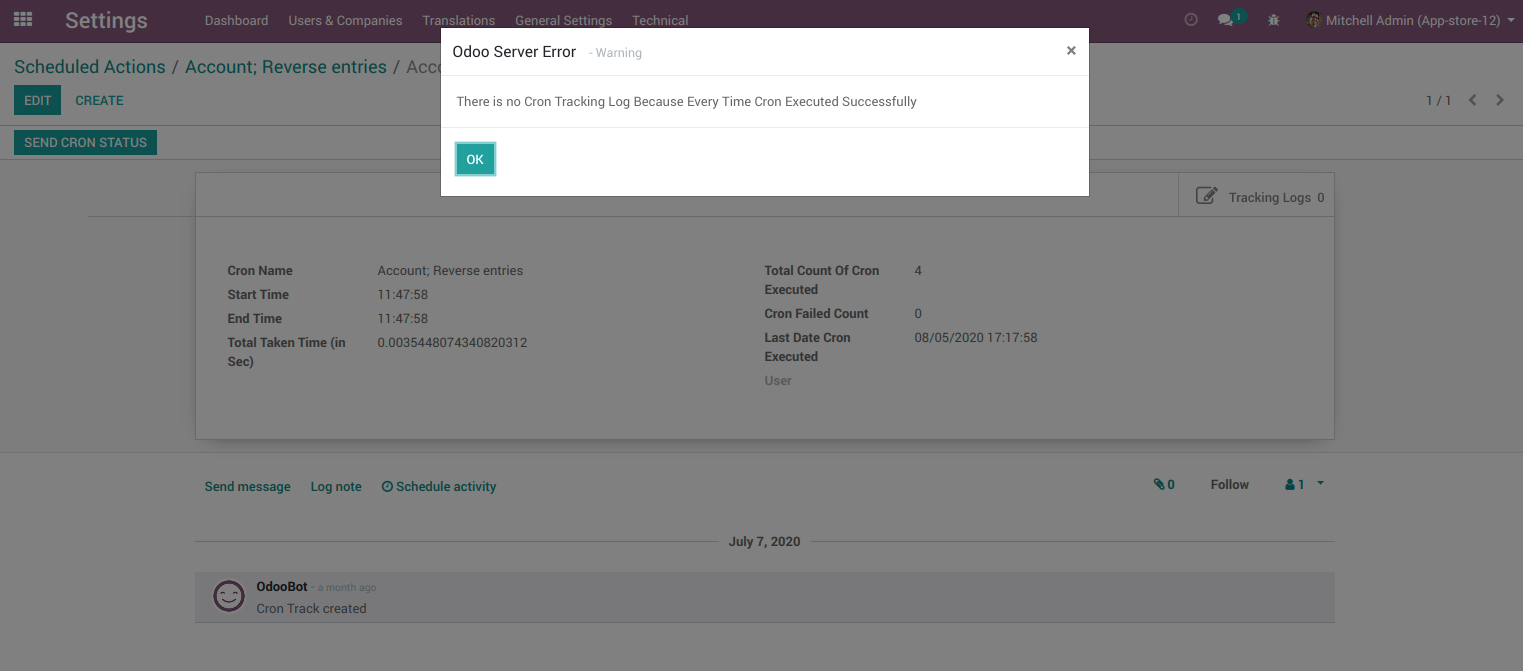 Settings Dashboard Users & Companies Translations General Settings Technical 1 Mitchell Admin (App-store-12)
Odoo Server Error - Warning ×
Scheduled Actions / Account; Reverse entries /
There is no Cron Tracking Log Because Every Time Cron Executed Successfully
EDIT CREATE 1 / 1
SEND CRON STATUS
OK
Tracking Logs 0
Cron Name Account; Reverse entries
Start Time 11:47:58
End Time 11:47:58
Total Taken Time (in 0.0035448074340820312
Sec)
Total Count Of Cron 4
Executed
Cron Failed Count 0
Last Date Cron 08/05/2020 17:17:58
Executed
User
Send message Log note Schedule activity 0 Follow 1
July 7, 2020
OdooBot - a month ago
Cron Track created